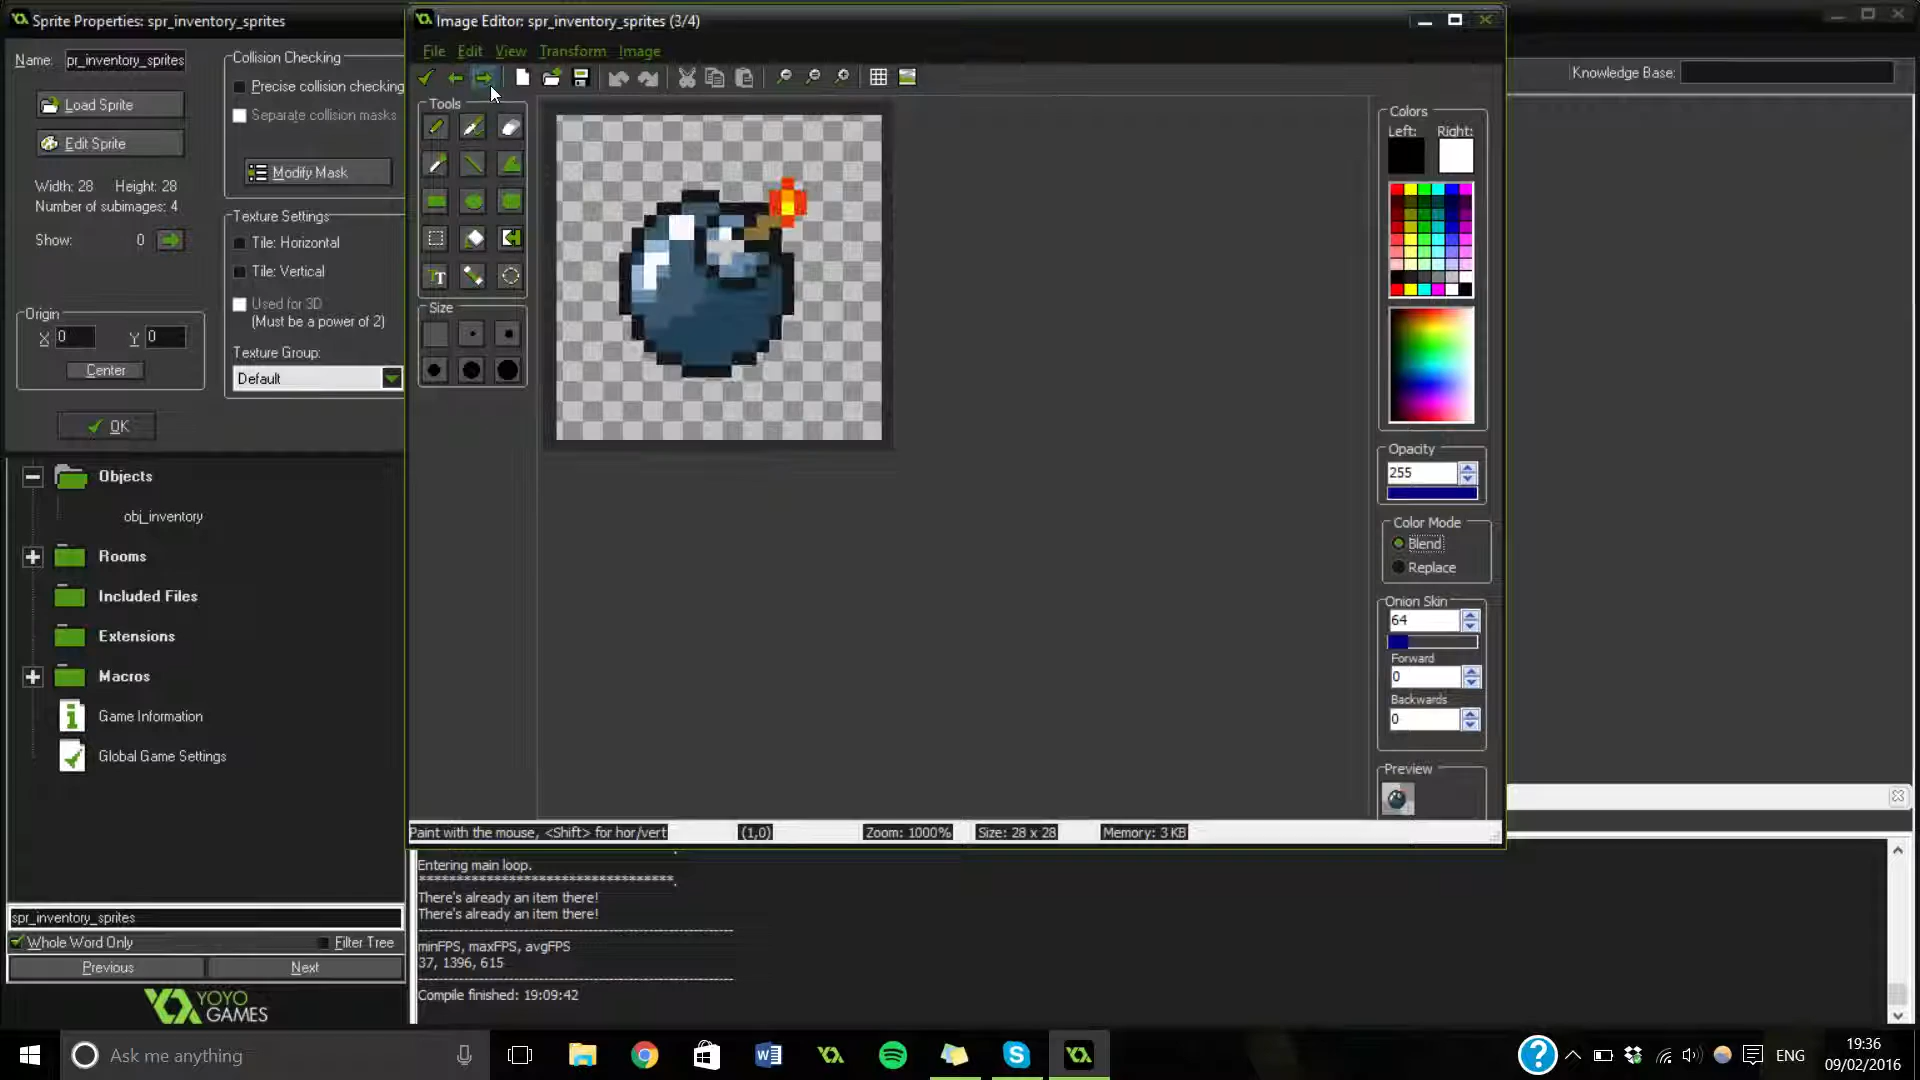 Sprite Properties: spr_inventory_sprites
Name: pr_inventory_sprites
Load Sprite
Edit Sprite
Width: 28 Height: 28
Number of subimages: 4
Show: 0
Origin
X 0 Y 0
Center
OK
Collision Checking
Precise collision checking
Separate collision masks
Modify Mask
Texture Settings
Tile: Horizontal
Tile: Vertical
Used for 3D
(Must be a power of 2)
Texture Group:
Default
Objects
obj_inventory
Rooms
Included Files
Extensions
Macros
Game Information
Global Game Settings
spr_inventory_sprites
Whole Word Only Filter Tree
Previous Next
YOYO
GAMES
Image Editor: spr_inventory_sprites (3/4)
File Edit View Transform Image
Tools
Size
Colors
Left: Right:
Opacity
255
Color Mode
Blend
Replace
Onion Skin
64
Forward
0
Backwards
0
Preview
Paint with the mouse, <Shift> for hor/vert (1,0) Zoom: 1000% Size: 28 x 28 Memory: 3 KB
Knowledge Base:
Entering main loop.
There's already an item there!
There's already an item there!
minFPS, maxFPS, avgFPS
37, 1396, 615
Compile finished: 19:09:42
Ask me anything
ENG
19:36
09/02/2016